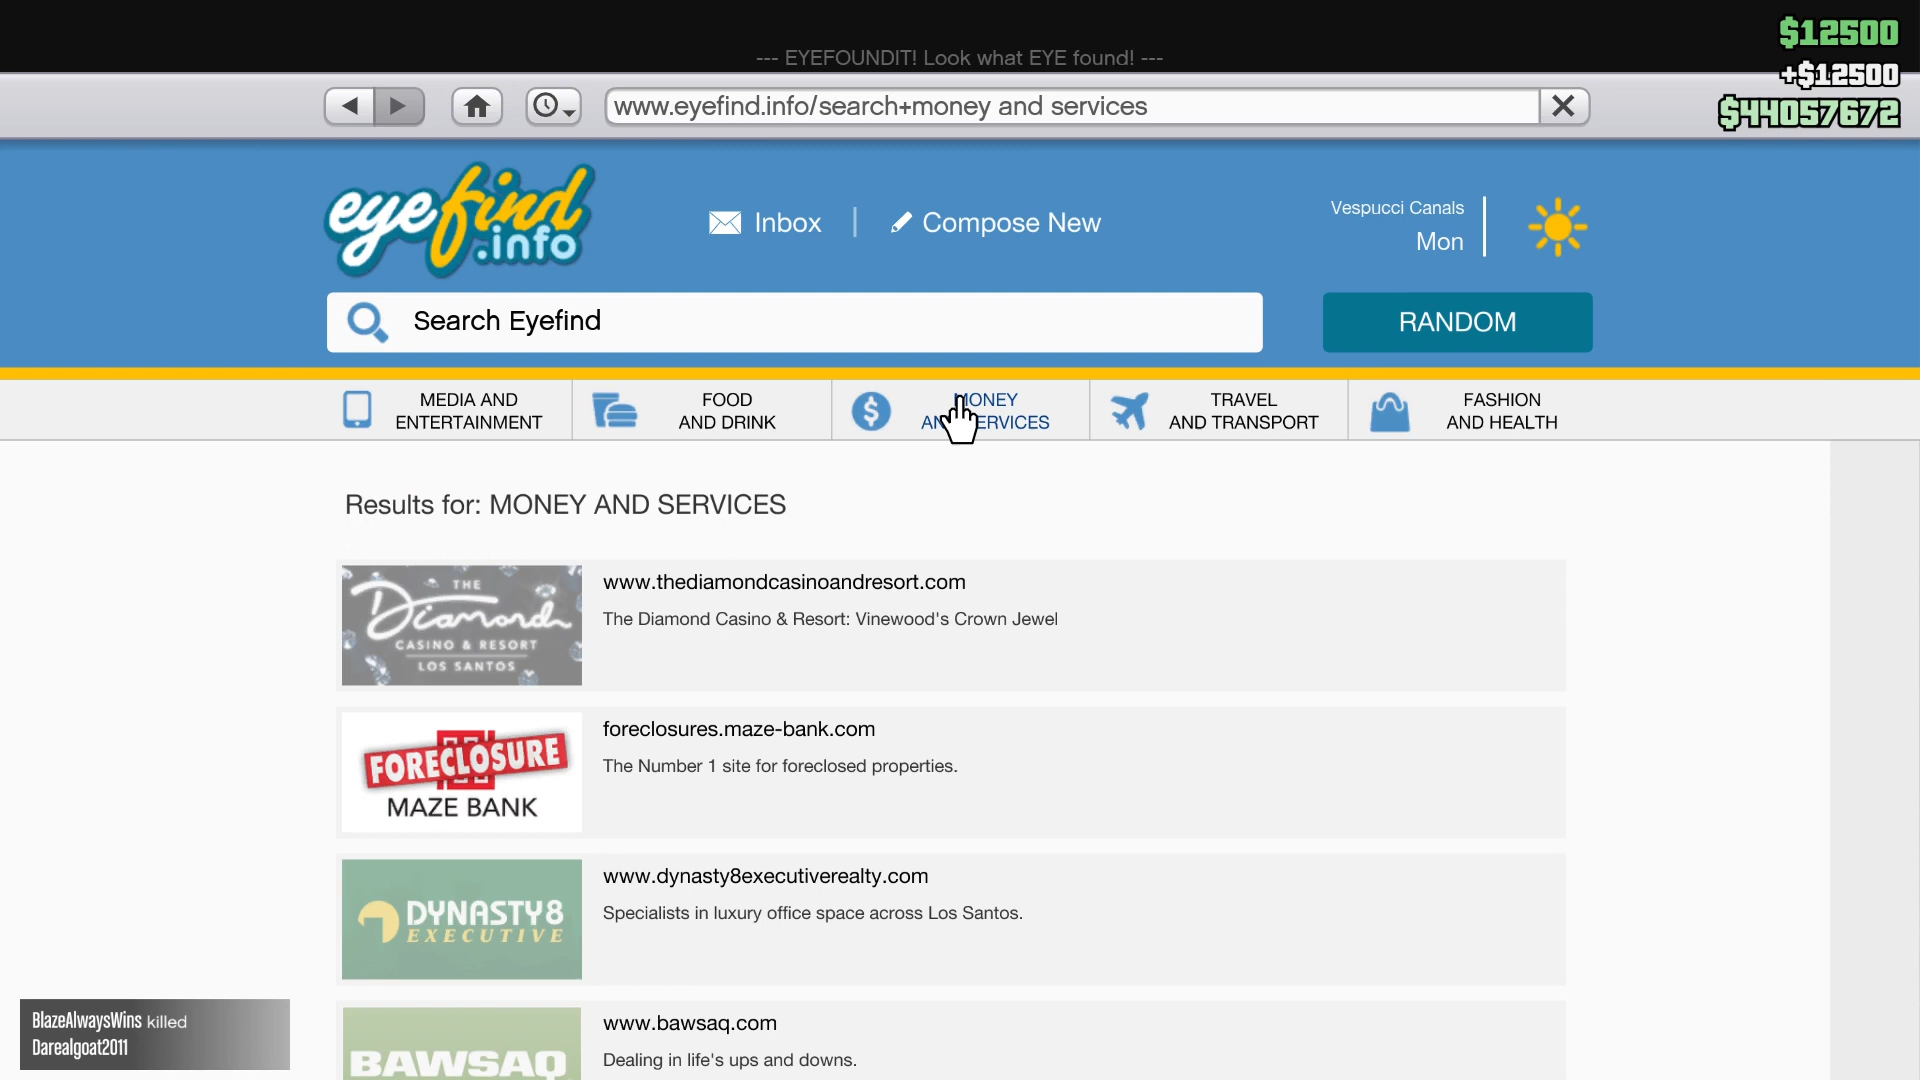 $12500
--- EYEFOUNDIT! Look what EYE found! ---
+$12500
www.eyefind.info/search+money and services
$44057672
eyefind
.info
Inbox
Compose New
Vespucci Canals
Mon
Search Eyefind
RANDOM
MEDIA AND
ENTERTAINMENT
FOOD
AND DRINK
MONEY
AND SERVICES
TRAVEL
AND TRANSPORT
FASHION
AND HEALTH
Results for: MONEY AND SERVICES
THE
Diamond
CASINO & RESORT
LOS SANTOS
www.thediamondcasinoandresort.com
The Diamond Casino & Resort: Vinewood's Crown Jewel
FORECLOSURE
MAZE BANK
foreclosures.maze-bank.com
The Number 1 site for foreclosed properties.
DYNASTY8
EXECUTIVE
www.dynasty8executiverealty.com
Specialists in luxury office space across Los Santos.
BAWSAQ
www.bawsaq.com
Dealing in life's ups and downs.
BlazeAlwaysWins killed
Darealgoat2011